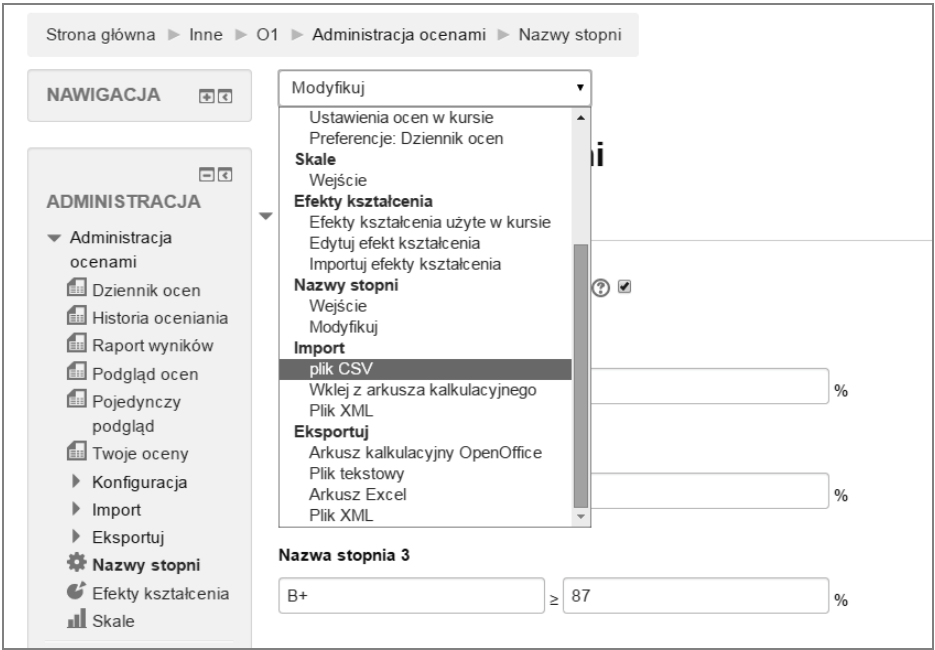 Strona główna ▶ Inne ▶ O1 ▶ Administracja ocenami ▶ Nazwy stopni
NAWIGACJA
ADMINISTRACJA
Administracja
ocenami
Dziennik ocen
Historia oceniania
Raport wyników
Podgląd ocen
Pojedynczy
podgląd
Twoje oceny
Konfiguracja
Import
Eksportuj
Nazwy stopni
Efekty kształcenia
Skale
Modyfikuj
Ustawienia ocen w kursie
Preferencje: Dziennik ocen
Skale
Wejście
Efekty kształcenia
Efekty kształcenia użyte w kursie
Edytuj efekt kształcenia
Importuj efekty kształcenia
Nazwy stopni
Wejście
Modyfikuj
Import
plik CSV
Wklej z arkusza kalkulacyjnego
Plik XML
Eksportuj
Arkusz kalkulacyjny OpenOffice
Plik tekstowy
Arkusz Excel
Plik XML
ni
%
%
Nazwa stopnia 3
B+ ≥ 87 %